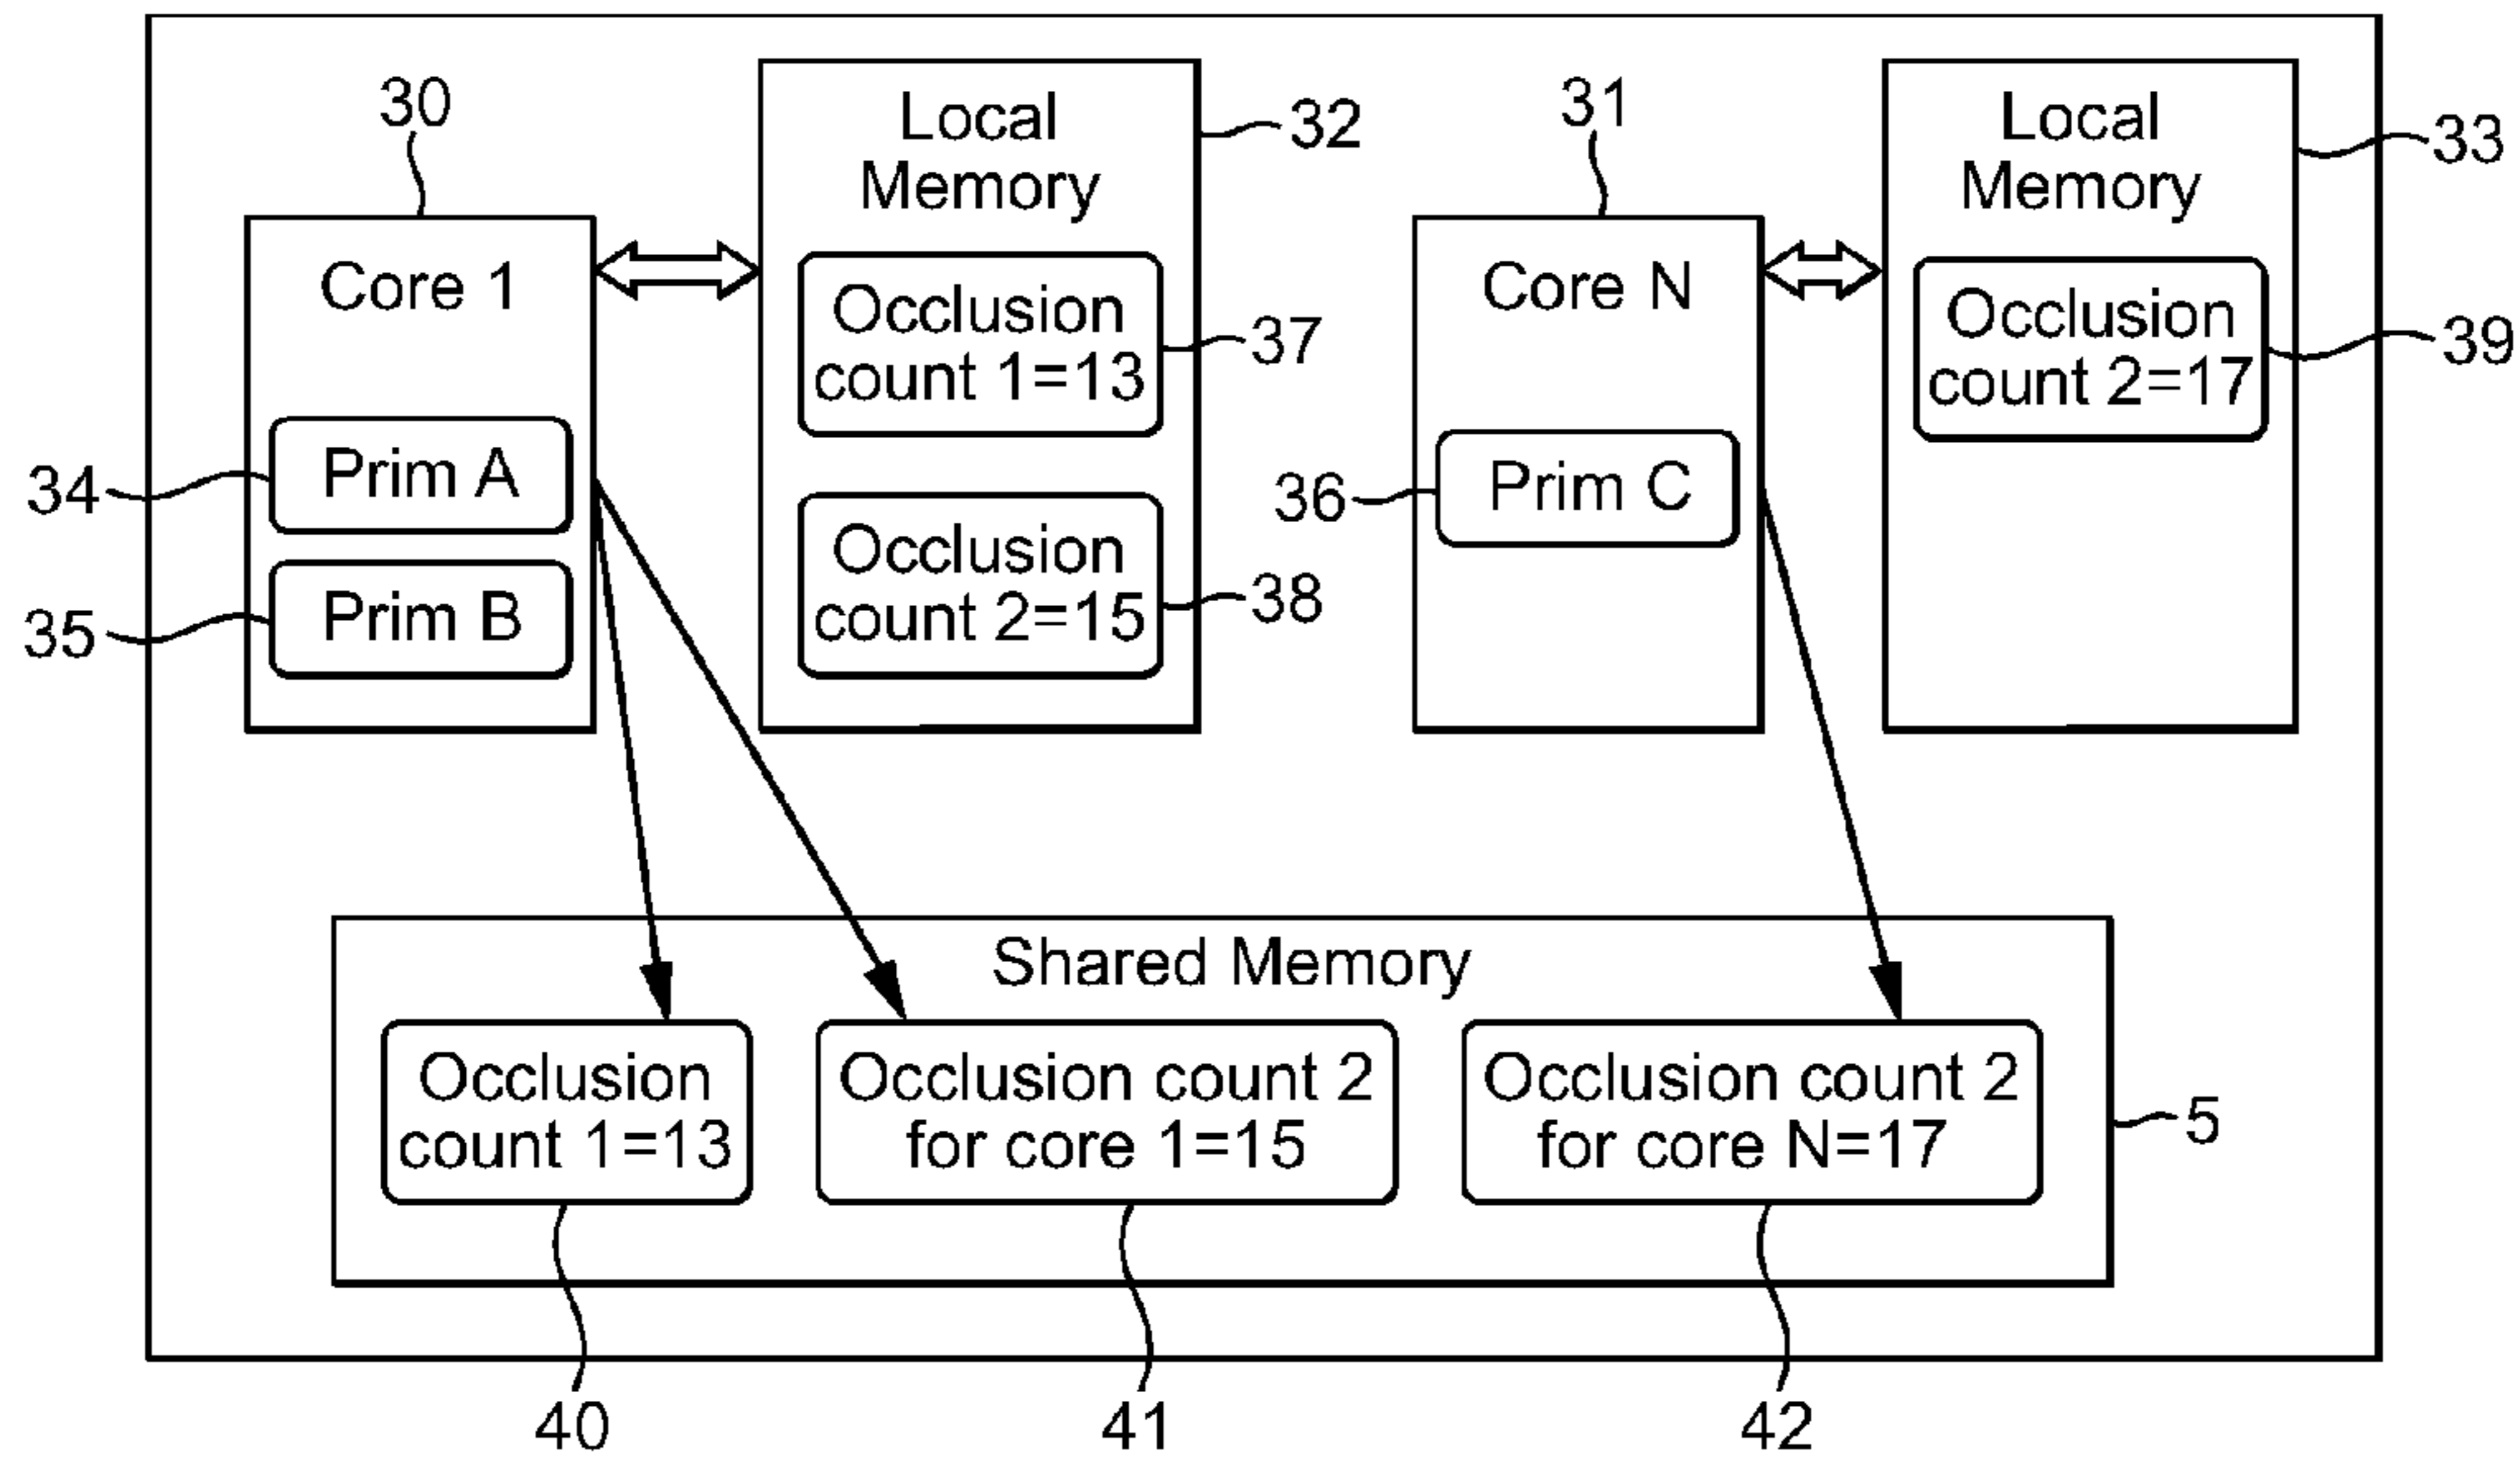 30
Core 1
34
Prim A
35
Prim B
Local
Memory
32
Occlusion
count 1=13
37
Occlusion
count 2=15
38
31
Core N
36
Prim C
Local
Memory
33
Occlusion
count 2=17
39
Shared Memory
Occlusion
count 1=13
Occlusion count 2
for core 1=15
Occlusion count 2
for core N=17
5
40
41
42